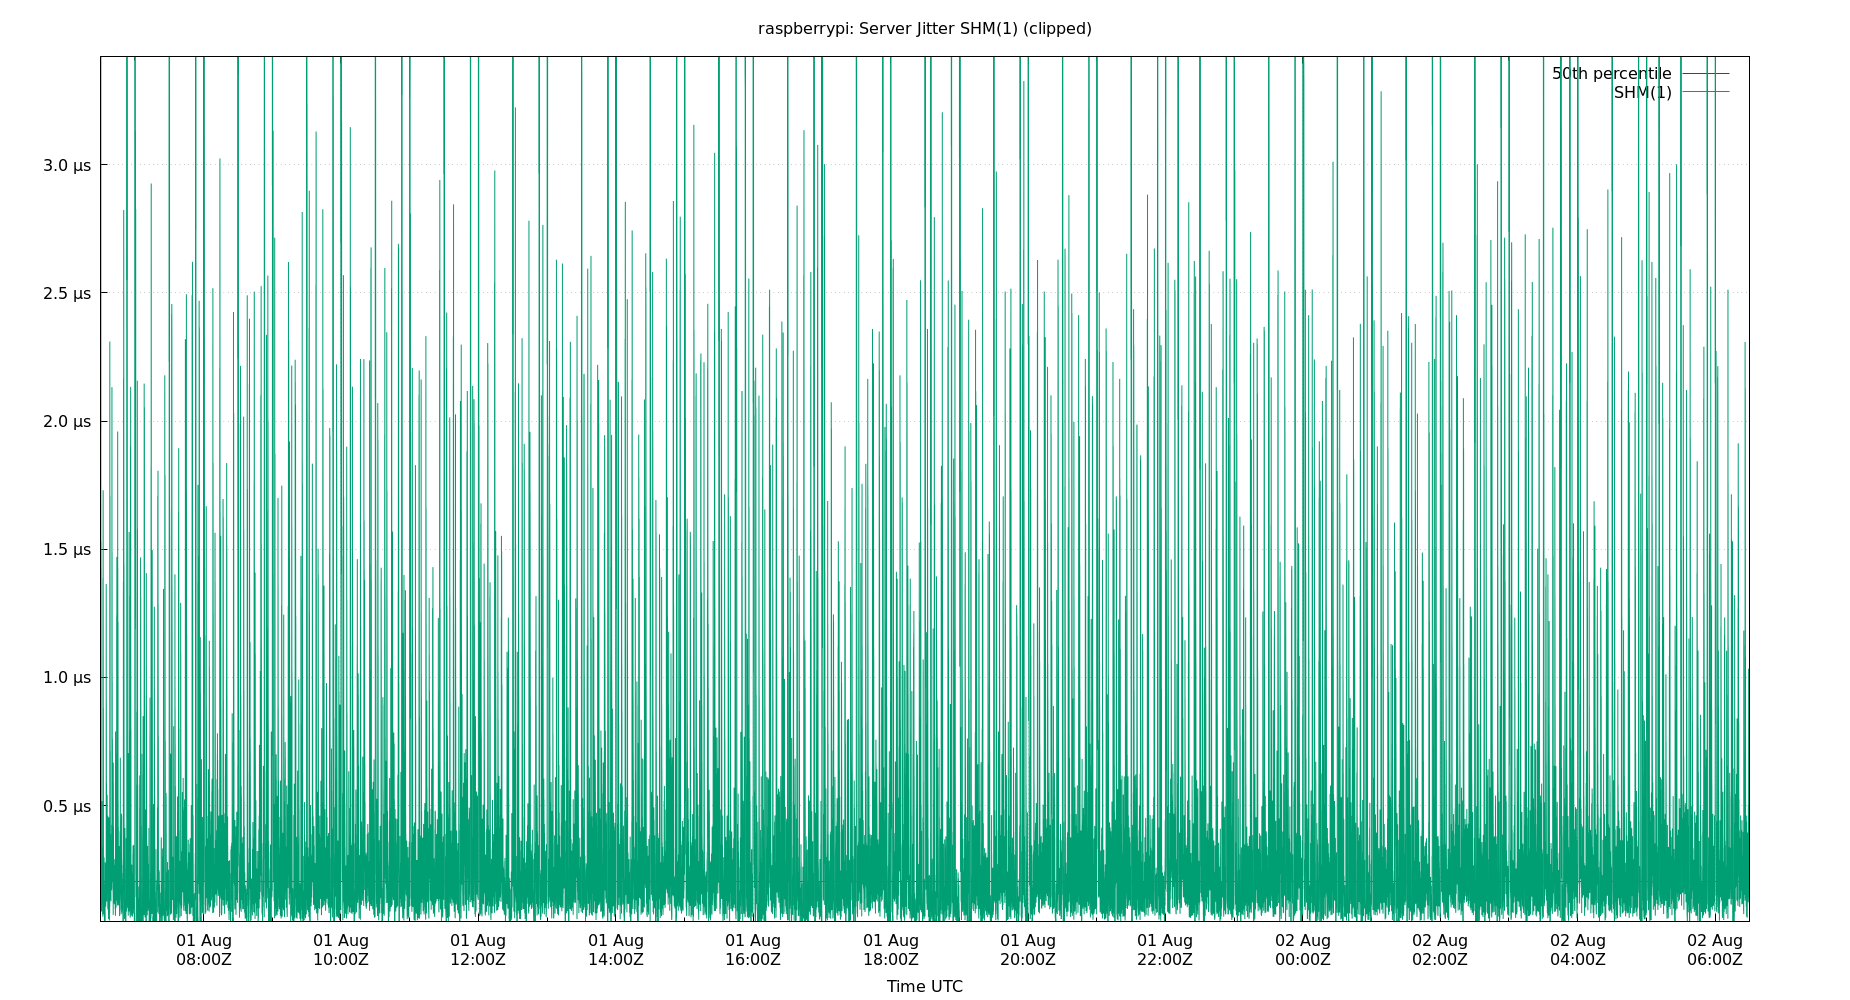 raspberrypi: Server Jitter SHM(1) (clipped)
50th percentile
SHM(1)
3.0 µs
2.5 µs
2.0 µs
1.5 µs
1.0 µs
0.5 µs
01 Aug 01 Aug 01 Aug 01 Aug 01 Aug 01 Aug 01 Aug 01 Aug 02 Aug 02 Aug 02 Aug 02 Aug
08:00Z 10:00Z 12:00Z 14:00Z 16:00Z 18:00Z 20:00Z 22:00Z 00:00Z 02:00Z 04:00Z 06:00Z
Time UTC